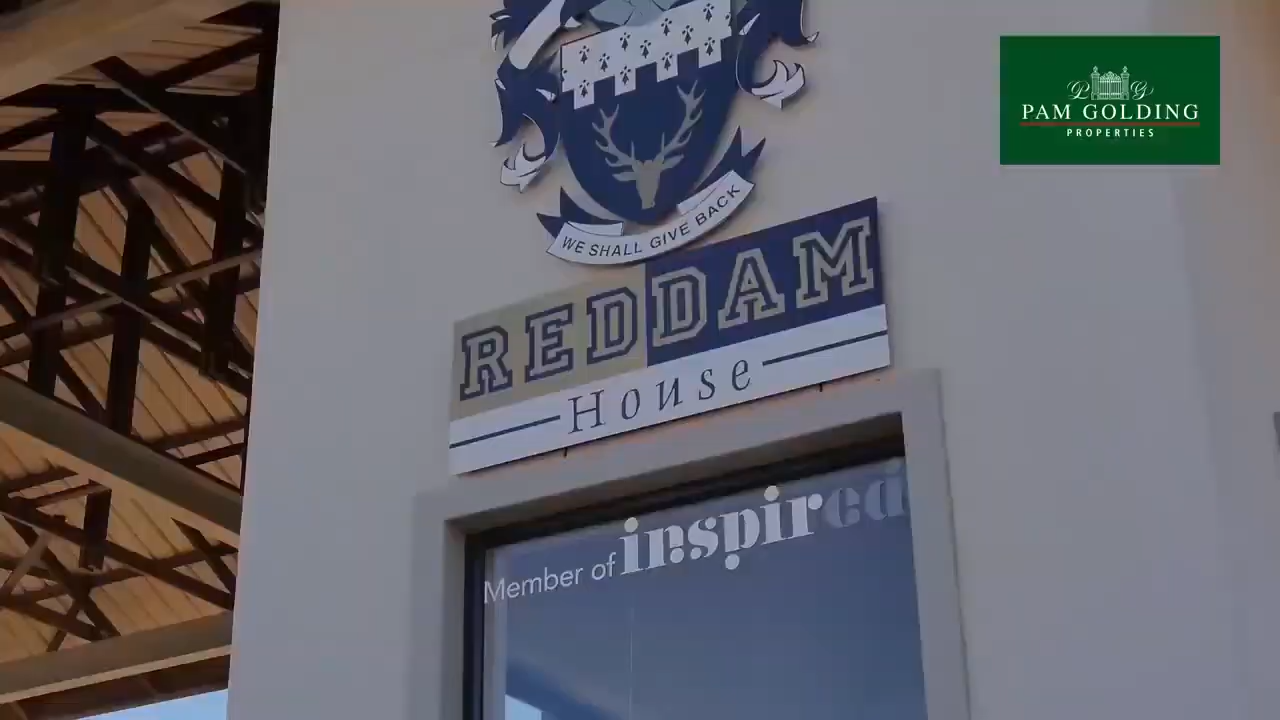 PAM GOLDING
PROPERTIES
WE SHALL GIVE BACK
REDDAM
House
Member of inspired